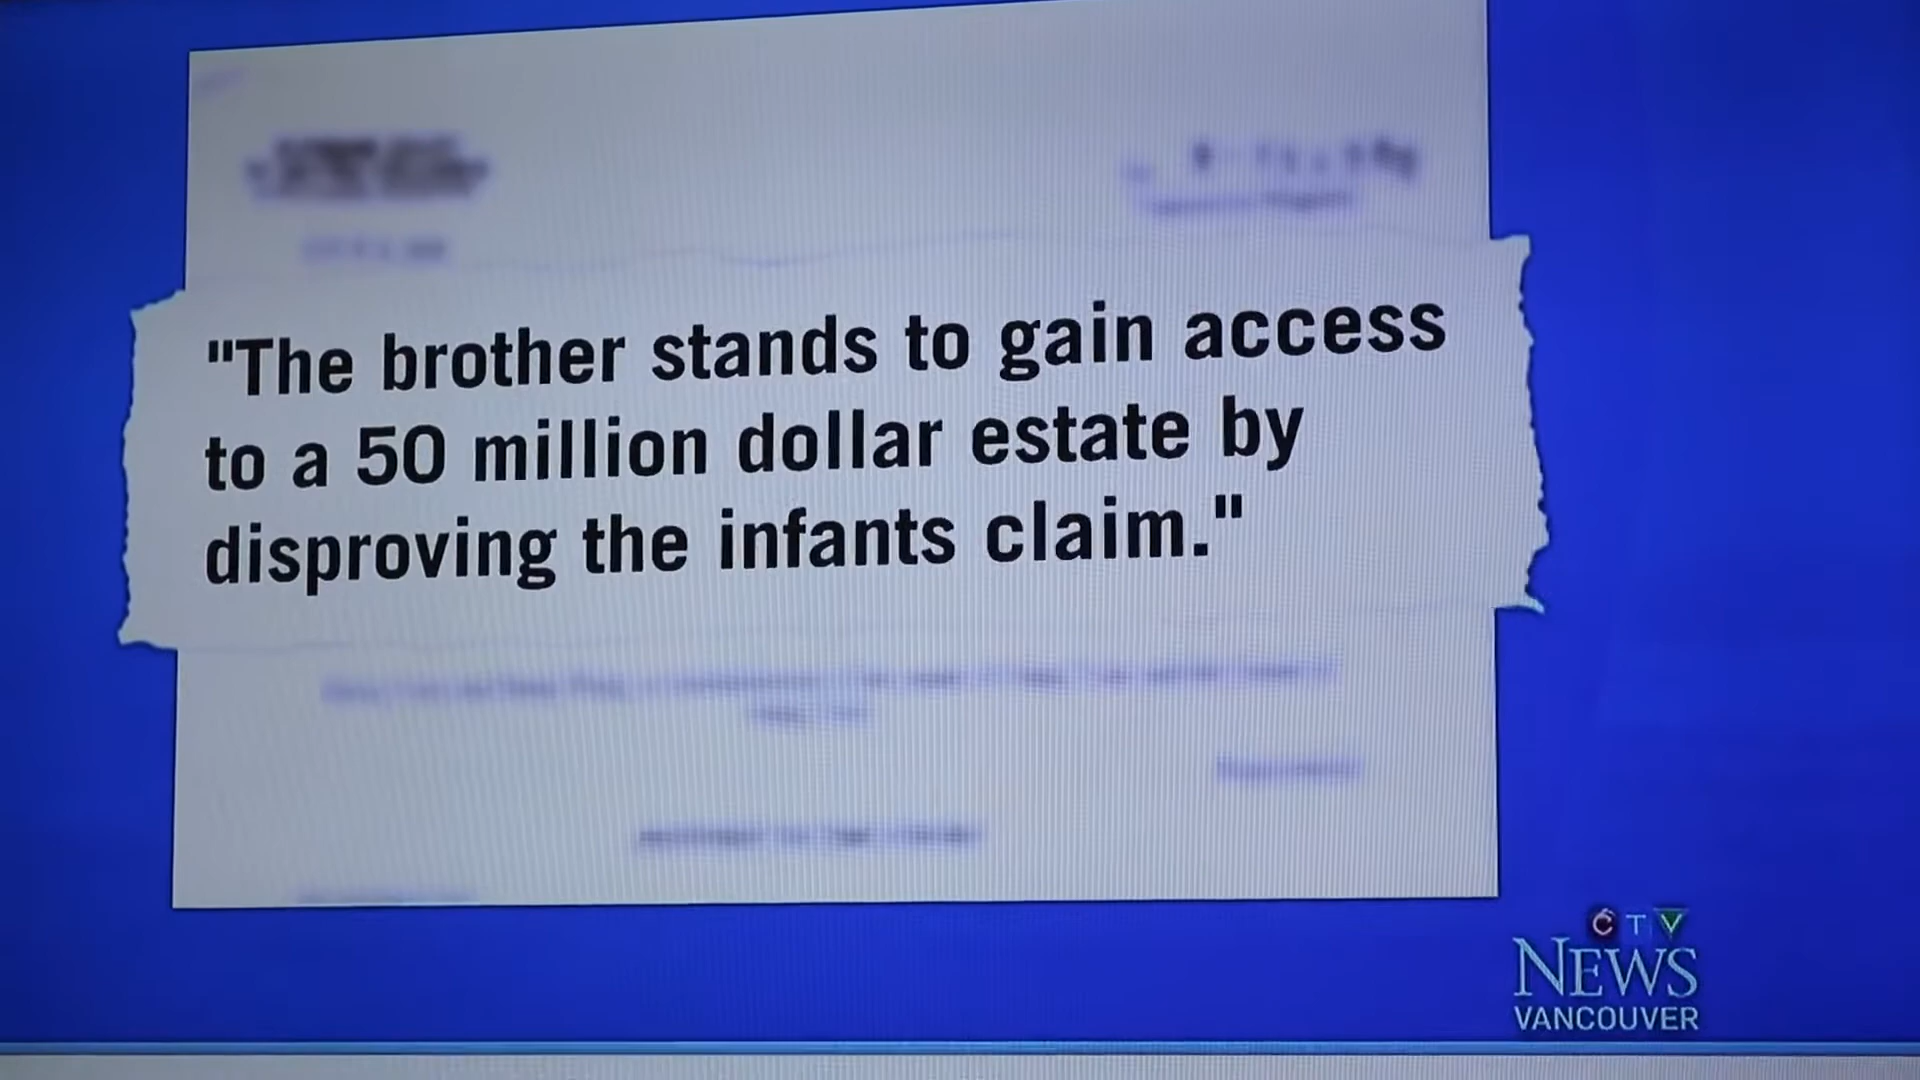 "The brother stands to gain access
to a 50 million dollar estate by
disproving the infants claim."
CTV
NEWS
VANCOUVER